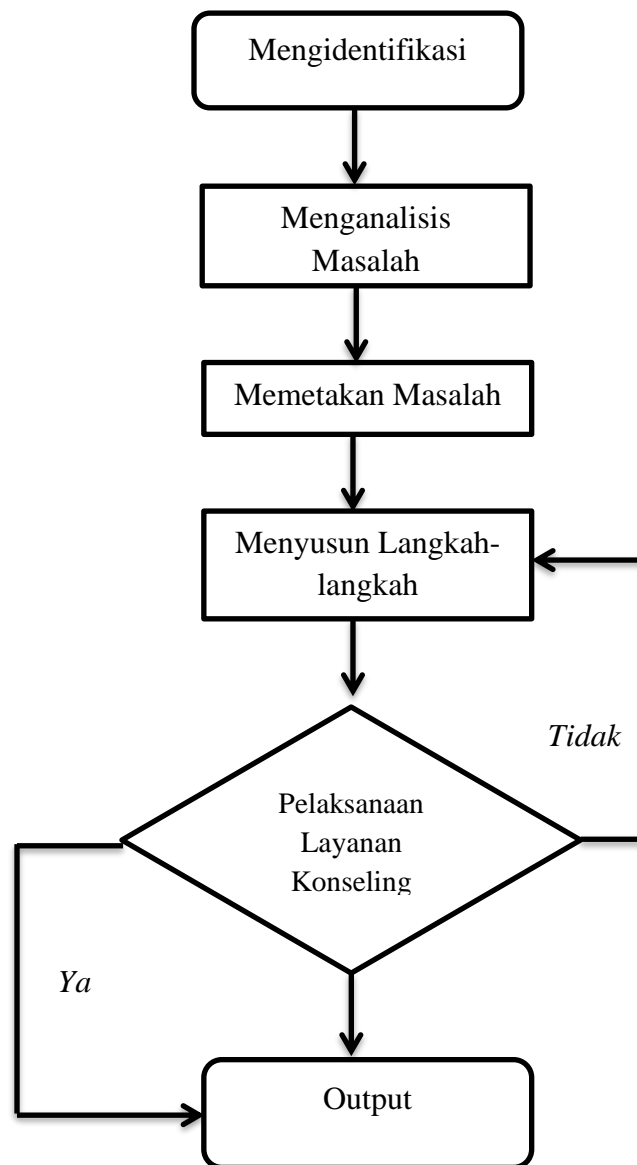 Mengidentifikasi
Menganalisis
Masalah
Memetakan Masalah
Menyusun Langkah-
langkah
Tidak
Pelaksanaan
Layanan
Konseling
Ya
Output